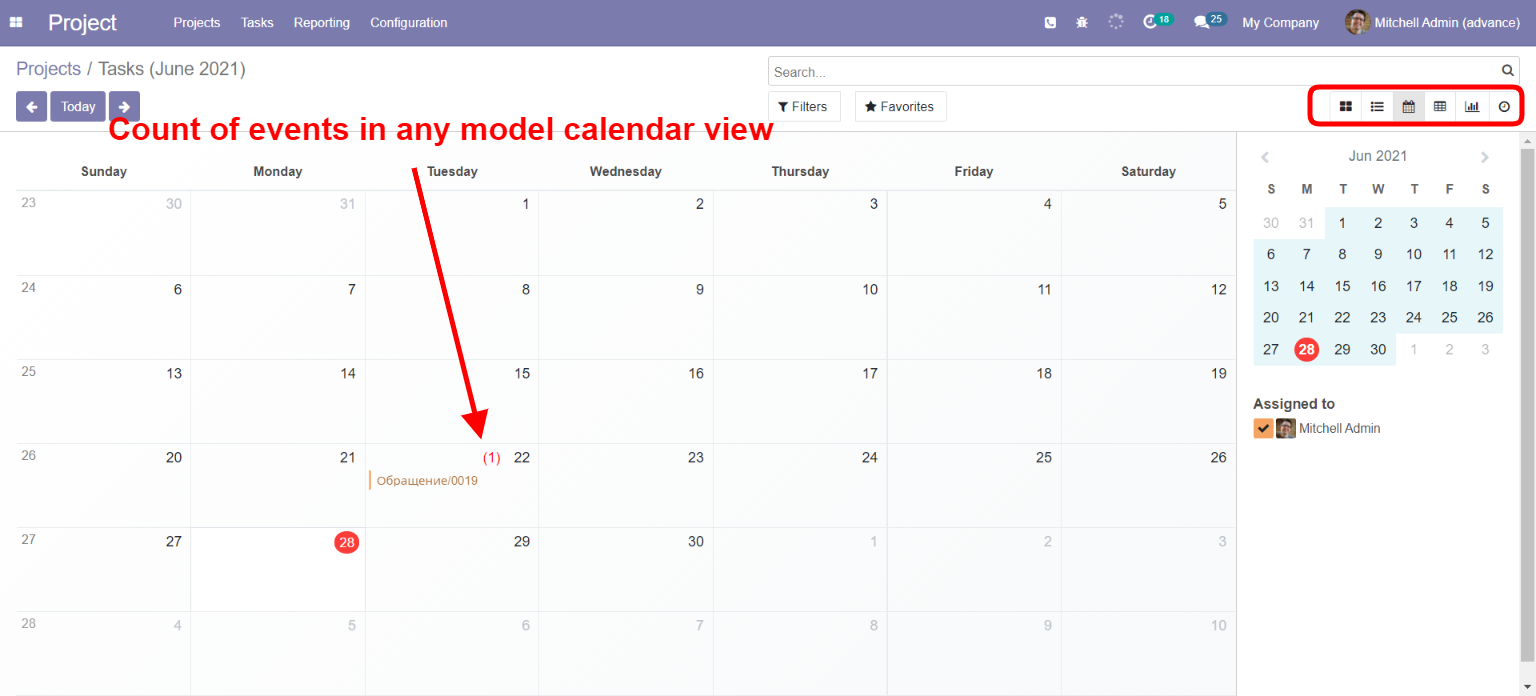 Project Projects Tasks Reporting Configuration 18 25 My Company Mitchell Admin (advance)
Projects / Tasks (June 2021)
Search...
Today Filters Favorites
Count of events in any model calendar view
Sunday Monday Tuesday Wednesday Thursday Friday Saturday
23 30 31 1 2 3 4 5
24 6 7 8 9 10 11 12
25 13 14 15 16 17 18 19
26 20 21 (1) 22 23 24 25 26
Обращение/0019
27 27 28 29 30 1 2 3
28 4 5 6 7 8 9 10
Jun 2021
S M T W T F S
30 31 1 2 3 4 5
6 7 8 9 10 11 12
13 14 15 16 17 18 19
20 21 22 23 24 25 26
27 28 29 30 1 2 3
Assigned to
Mitchell Admin